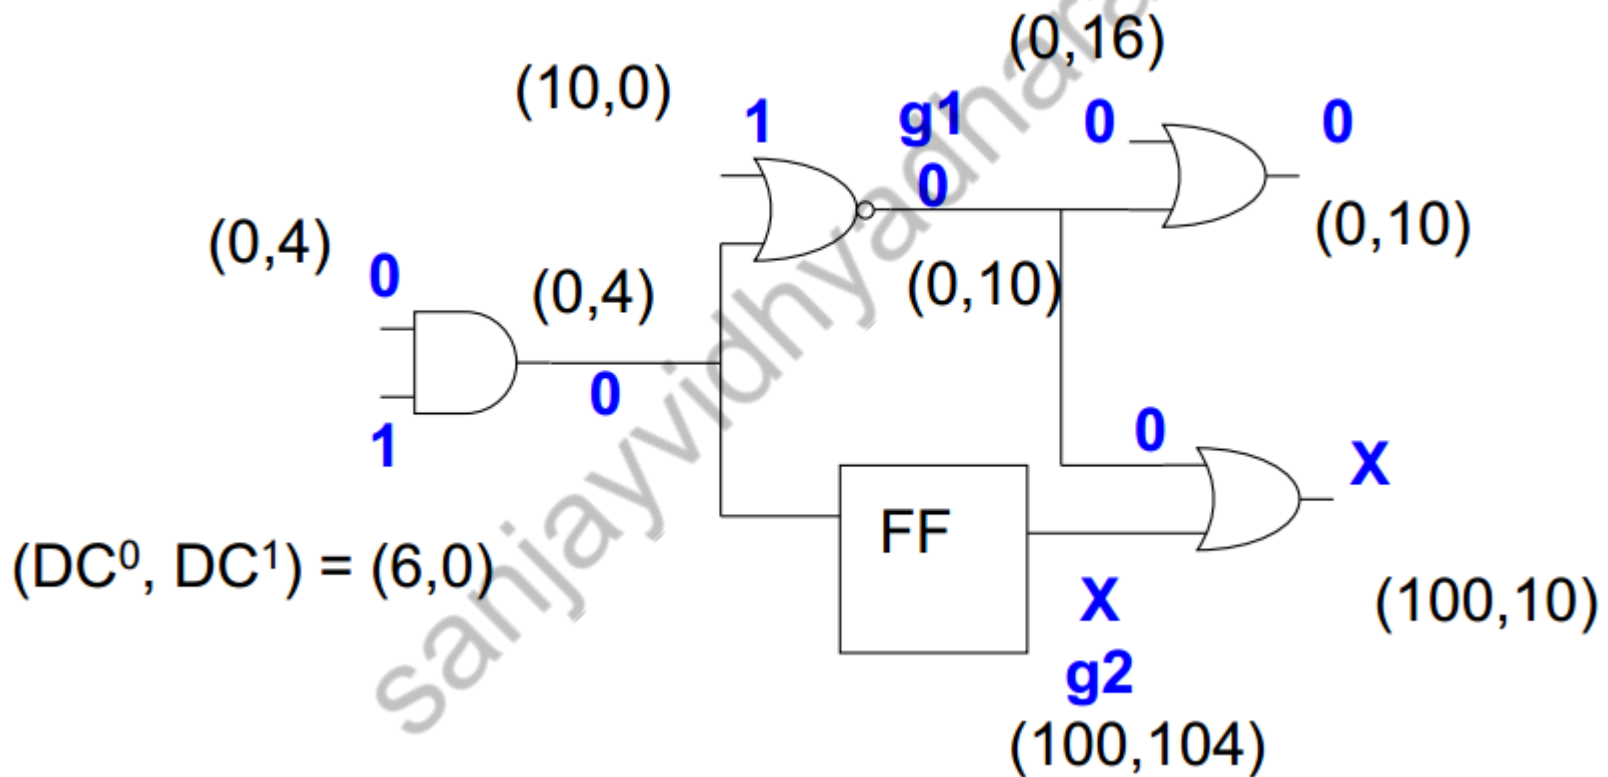 (0,16)
(10,0)
1
g1
0
0
0
(0,4)
0
(0,4)
(0,10)
(0,10)
0
1
0
X
FF
(DC⁰, DC¹) = (6,0)
X
(100,10)
g2
(100,104)
sanjayvidhyadhara